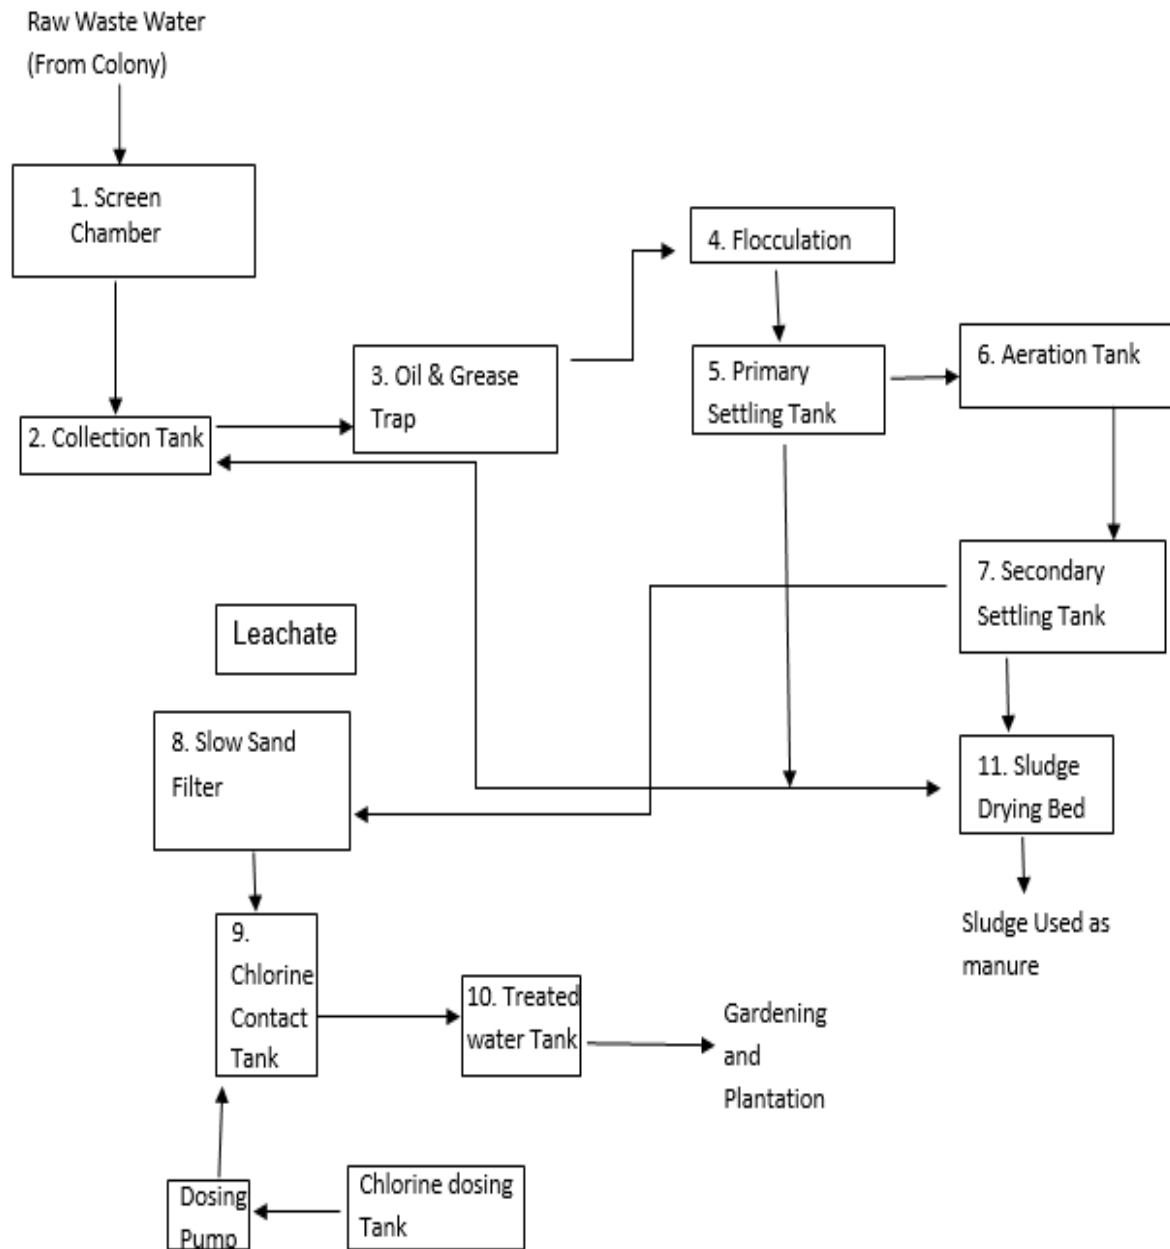 Raw Waste Water
(From Colony)
1. Screen
Chamber
2. Collection Tank
3. Oil & Grease
Trap
4. Flocculation
5. Primary
Settling Tank
6. Aeration Tank
7. Secondary
Settling Tank
Leachate
8. Slow Sand
Filter
11. Sludge
Drying Bed
Sludge Used as
manure
9.
Chlorine
Contact
Tank
10. Treated
water Tank
Gardening
and
Plantation
Dosing
Pump
Chlorine dosing
Tank